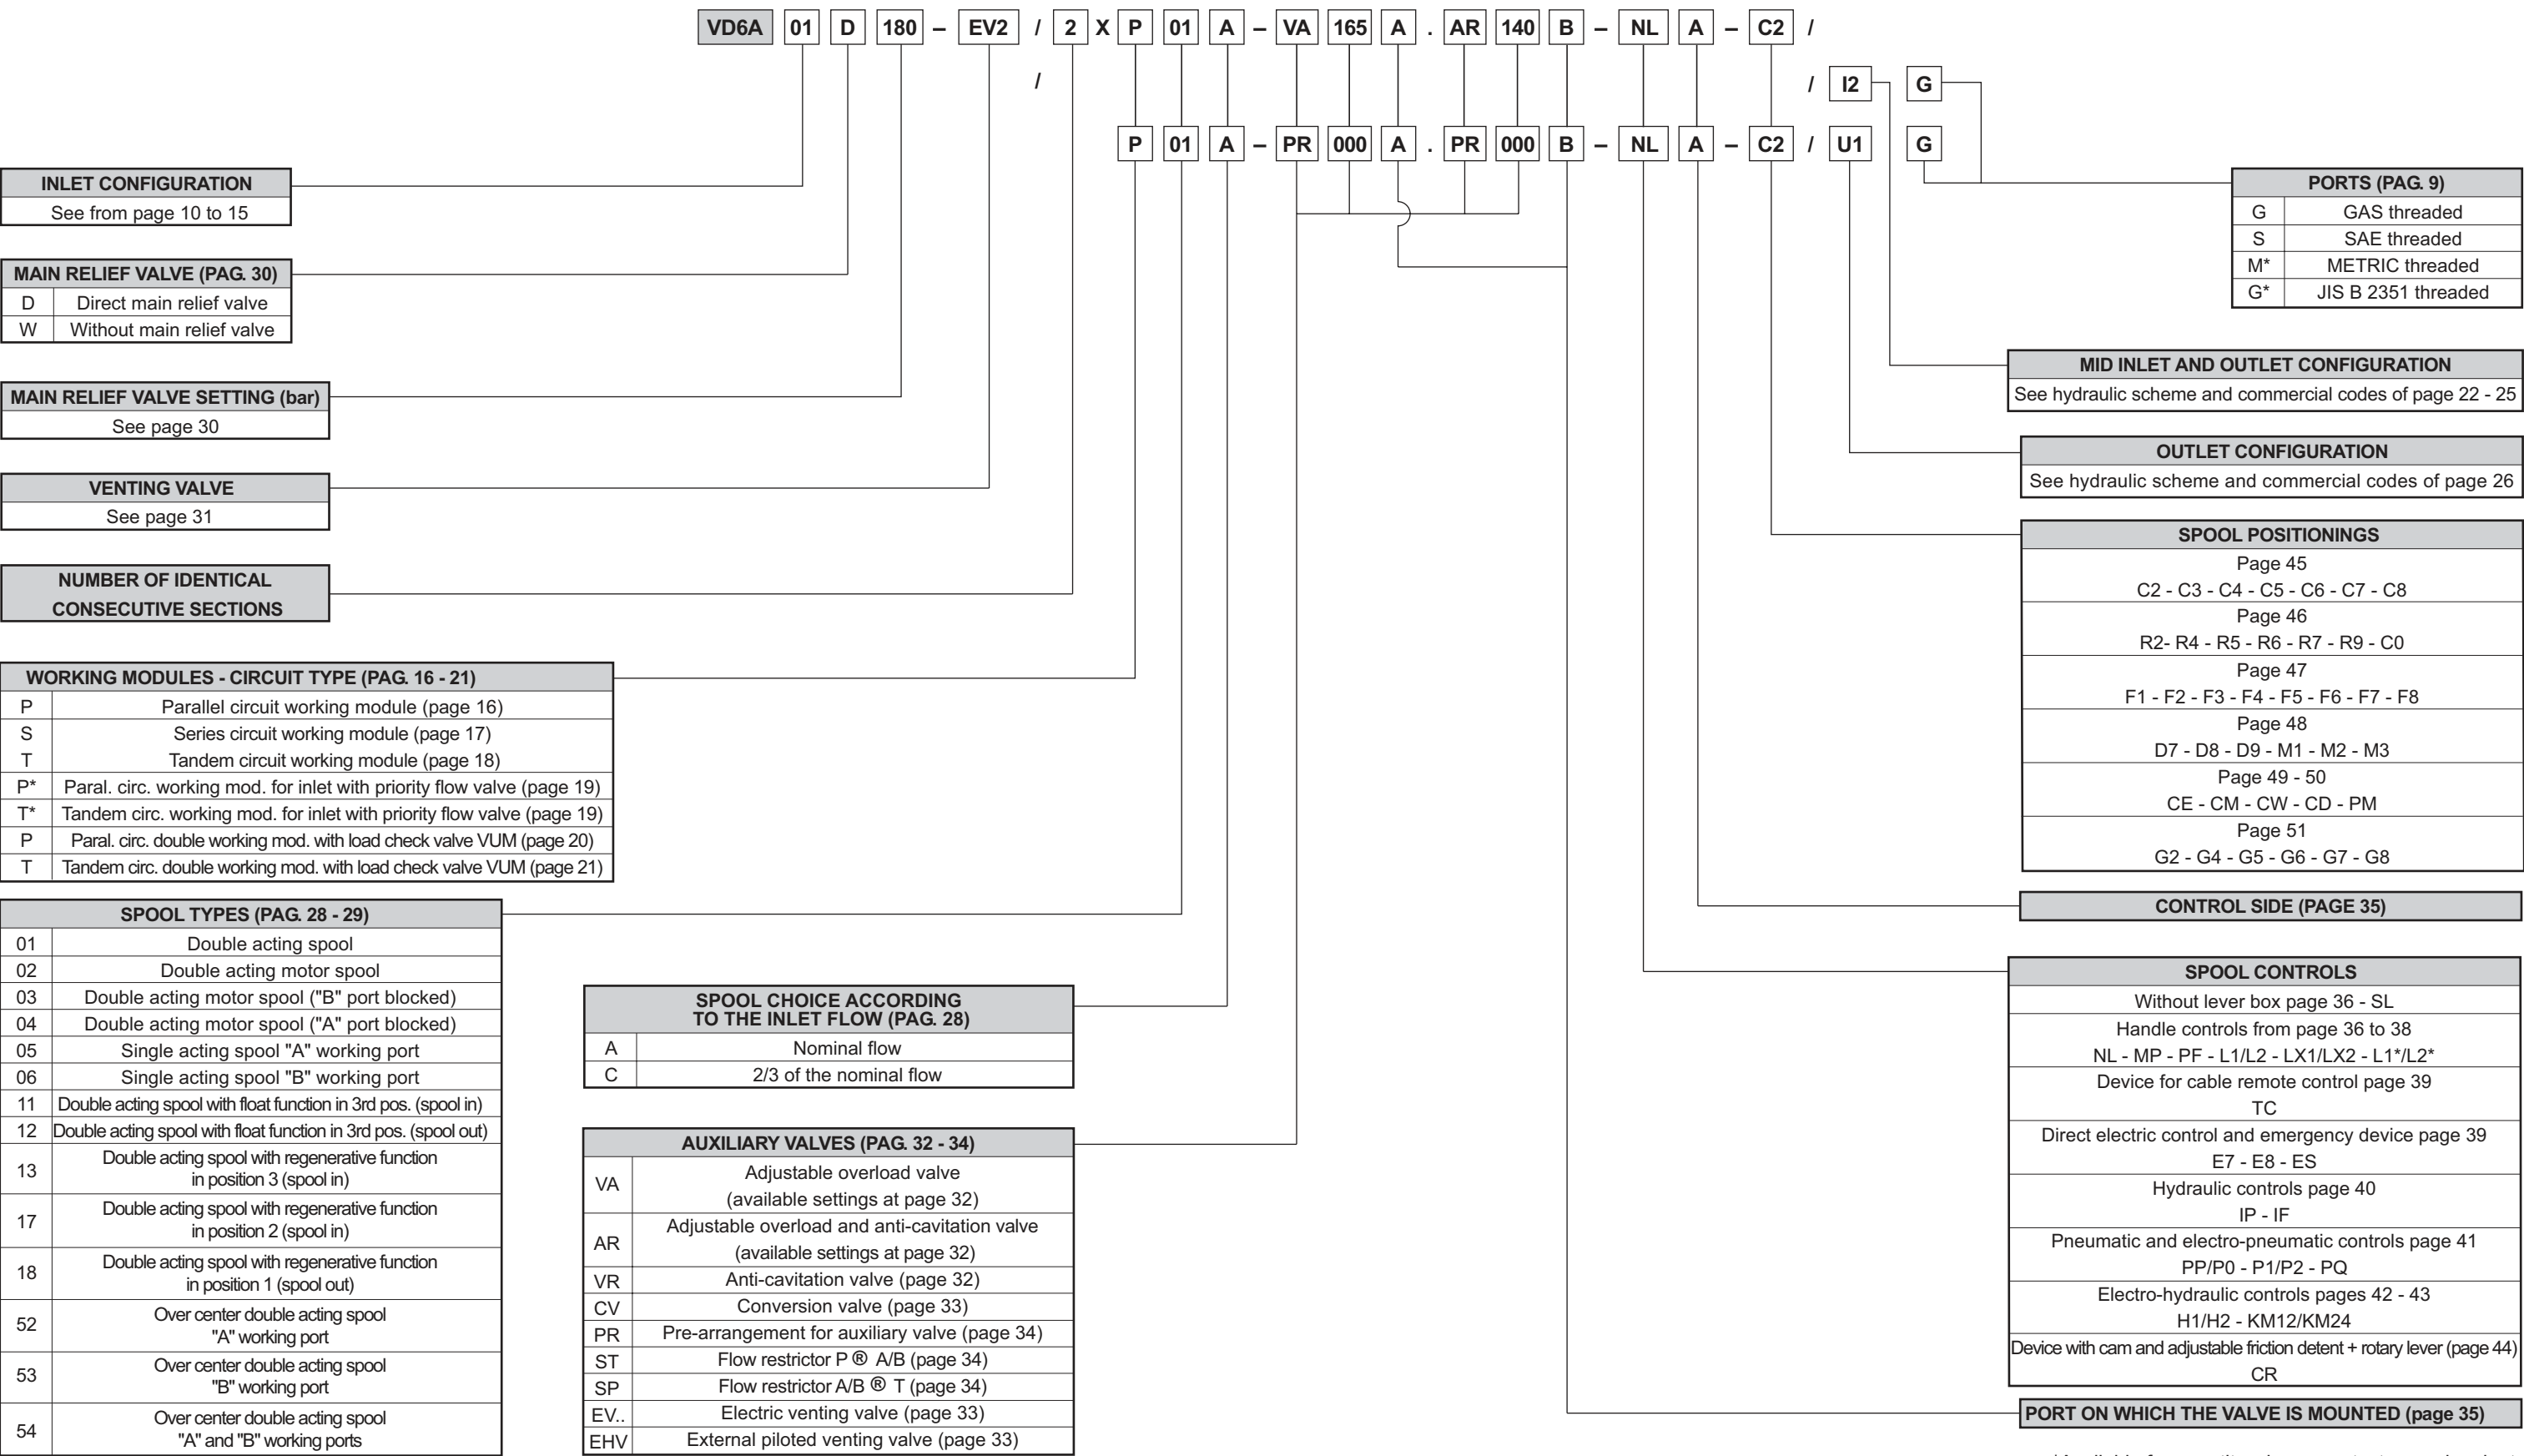 VD6A 01 D 180 – EV2 / 2 X P 01 A – VA 165 A . AR 140 B – NL A – C2 /
/ / I2 G
P 01 A – PR 000 A . PR 000 B – NL A – C2 / U1 G
INLET CONFIGURATION
See from page 10 to 15
MAIN RELIEF VALVE (PAG. 30)
D Direct main relief valve
W Without main relief valve
MAIN RELIEF VALVE SETTING (bar)
See page 30
VENTING VALVE
See page 31
NUMBER OF IDENTICAL
CONSECUTIVE SECTIONS
WORKING MODULES - CIRCUIT TYPE (PAG. 16 - 21)
P Parallel circuit working module (page 16)
S Series circuit working module (page 17)
T Tandem circuit working module (page 18)
P* Paral. circ. working mod. for inlet with priority flow valve (page 19)
T* Tandem circ. working mod. for inlet with priority flow valve (page 19)
P Paral. circ. double working mod. with load check valve VUM (page 20)
T Tandem circ. double working mod. with load check valve VUM (page 21)
SPOOL TYPES (PAG. 28 - 29)
01 Double acting spool
02 Double acting motor spool
03 Double acting motor spool ("B" port blocked)
04 Double acting motor spool ("A" port blocked)
05 Single acting spool "A" working port
06 Single acting spool "B" working port
11 Double acting spool with float function in 3rd pos. (spool in)
12 Double acting spool with float function in 3rd pos. (spool out)
13 Double acting spool with regenerative function
in position 3 (spool in)
17 Double acting spool with regenerative function
in position 2 (spool in)
18 Double acting spool with regenerative function
in position 1 (spool out)
52 Over center double acting spool
"A" working port
53 Over center double acting spool
"B" working port
54 Over center double acting spool
"A" and "B" working ports
SPOOL CHOICE ACCORDING
TO THE INLET FLOW (PAG. 28)
A Nominal flow
C 2/3 of the nominal flow
AUXILIARY VALVES (PAG. 32 - 34)
VA Adjustable overload valve
(available settings at page 32)
AR Adjustable overload and anti-cavitation valve
(available settings at page 32)
VR Anti-cavitation valve (page 32)
CV Conversion valve (page 33)
PR Pre-arrangement for auxiliary valve (page 34)
ST Flow restrictor P ® A/B (page 34)
SP Flow restrictor A/B ® T (page 34)
EV.. Electric venting valve (page 33)
EHV External piloted venting valve (page 33)
PORTS (PAG. 9)
G GAS threaded
S SAE threaded
M* METRIC threaded
G* JIS B 2351 threaded
MID INLET AND OUTLET CONFIGURATION
See hydraulic scheme and commercial codes of page 22 - 25
OUTLET CONFIGURATION
See hydraulic scheme and commercial codes of page 26
SPOOL POSITIONINGS
Page 45
C2 - C3 - C4 - C5 - C6 - C7 - C8
Page 46
R2- R4 - R5 - R6 - R7 - R9 - C0
Page 47
F1 - F2 - F3 - F4 - F5 - F6 - F7 - F8
Page 48
D7 - D8 - D9 - M1 - M2 - M3
Page 49 - 50
CE - CM - CW - CD - PM
Page 51
G2 - G4 - G5 - G6 - G7 - G8
CONTROL SIDE (PAGE 35)
SPOOL CONTROLS
Without lever box page 36 - SL
Handle controls from page 36 to 38
NL - MP - PF - L1/L2 - LX1/LX2 - L1*/L2*
Device for cable remote control page 39
TC
Direct electric control and emergency device page 39
E7 - E8 - ES
Hydraulic controls page 40
IP - IF
Pneumatic and electro-pneumatic controls page 41
PP/P0 - P1/P2 - PQ
Electro-hydraulic controls pages 42 - 43
H1/H2 - KM12/KM24
Device with cam and adjustable friction detent + rotary lever (page 44)
CR
PORT ON WHICH THE VALVE IS MOUNTED (page 35)